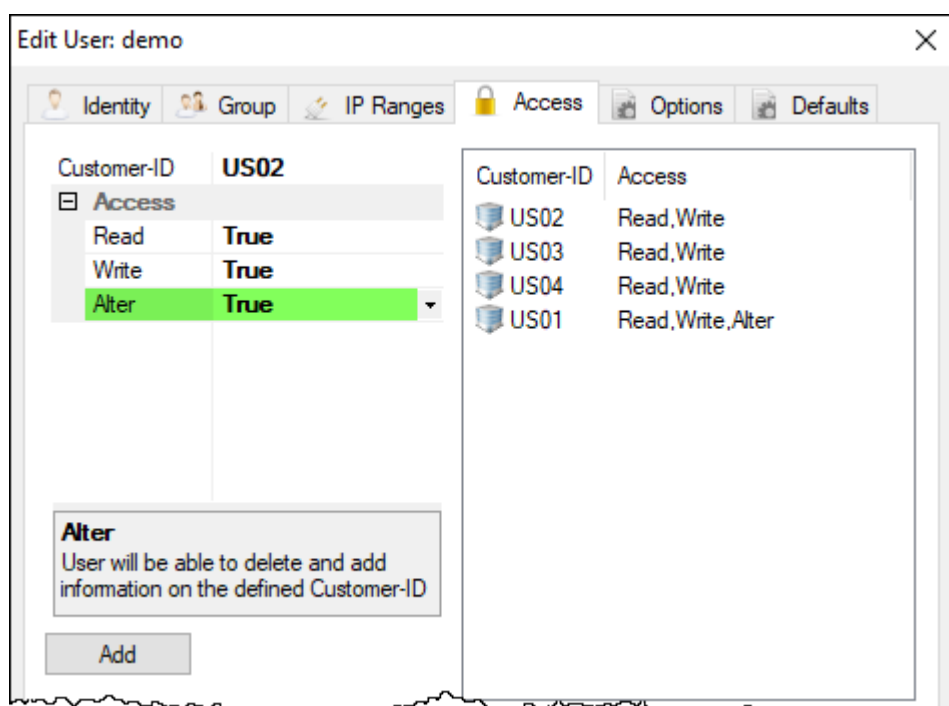 Edit User: demo
Identity Group IP Ranges Access Options Defaults
Customer-ID US02
Access
Read True
Write True
Alter True
Alter
User will be able to delete and add
information on the defined Customer-ID
Add
Customer-ID Access
US02 Read,Write
US03 Read,Write
US04 Read,Write
US01 Read,Write,Alter